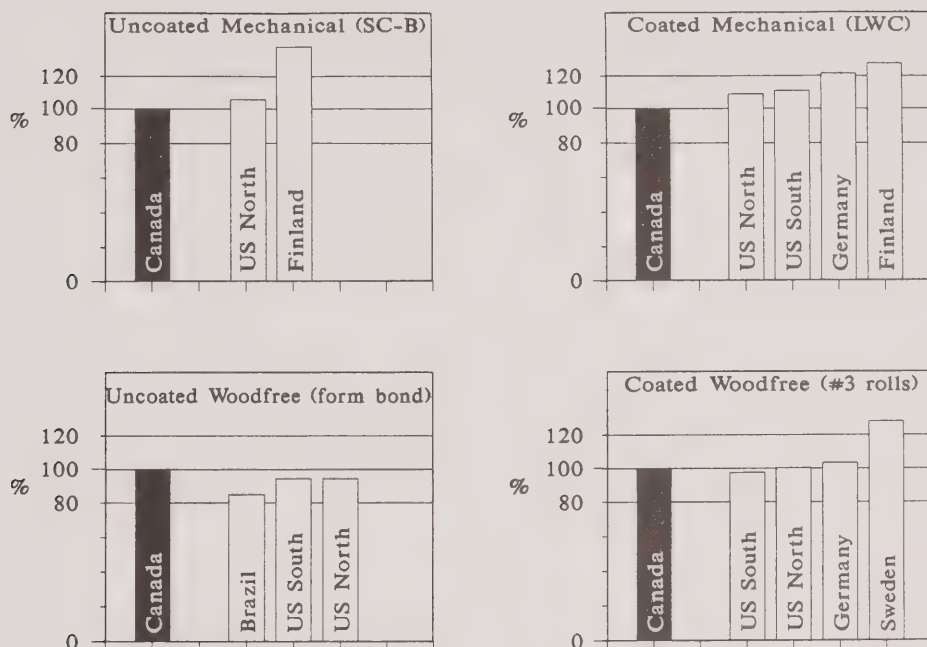 Uncoated Mechanical (SC-B)
120
100
%
80
0
Canada
US North
Finland
Coated Mechanical (LWC)
120
100
%
80
0
Canada
US North
US South
Germany
Finland
Uncoated Woodfree (form bond)
120
100
%
80
0
Canada
Brazil
US South
US North
Coated Woodfree (#3 rolls)
120
100
%
80
0
Canada
US South
US North
Germany
Sweden